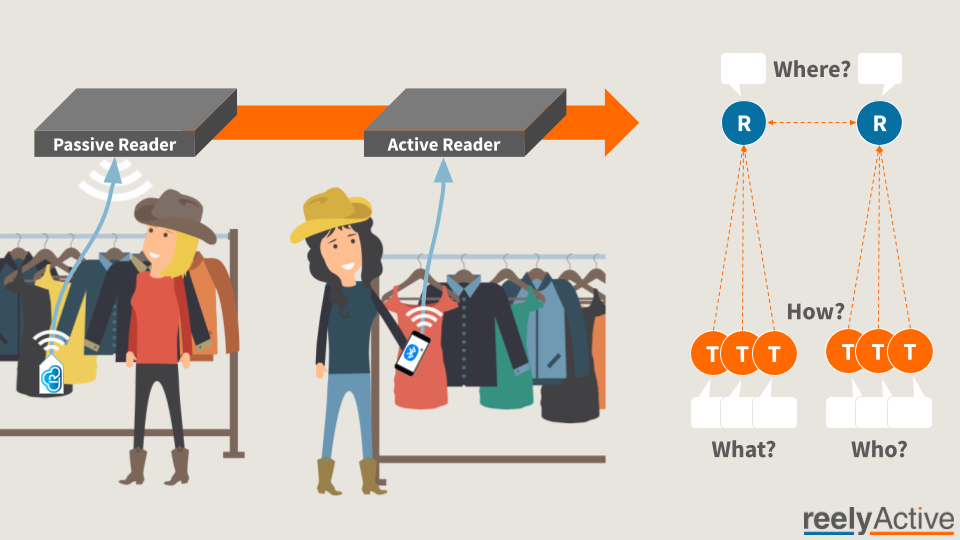 Passive Reader
Active Reader
Where?
R
R
How?
T T T
T T T
What?
Who?
reelyActive